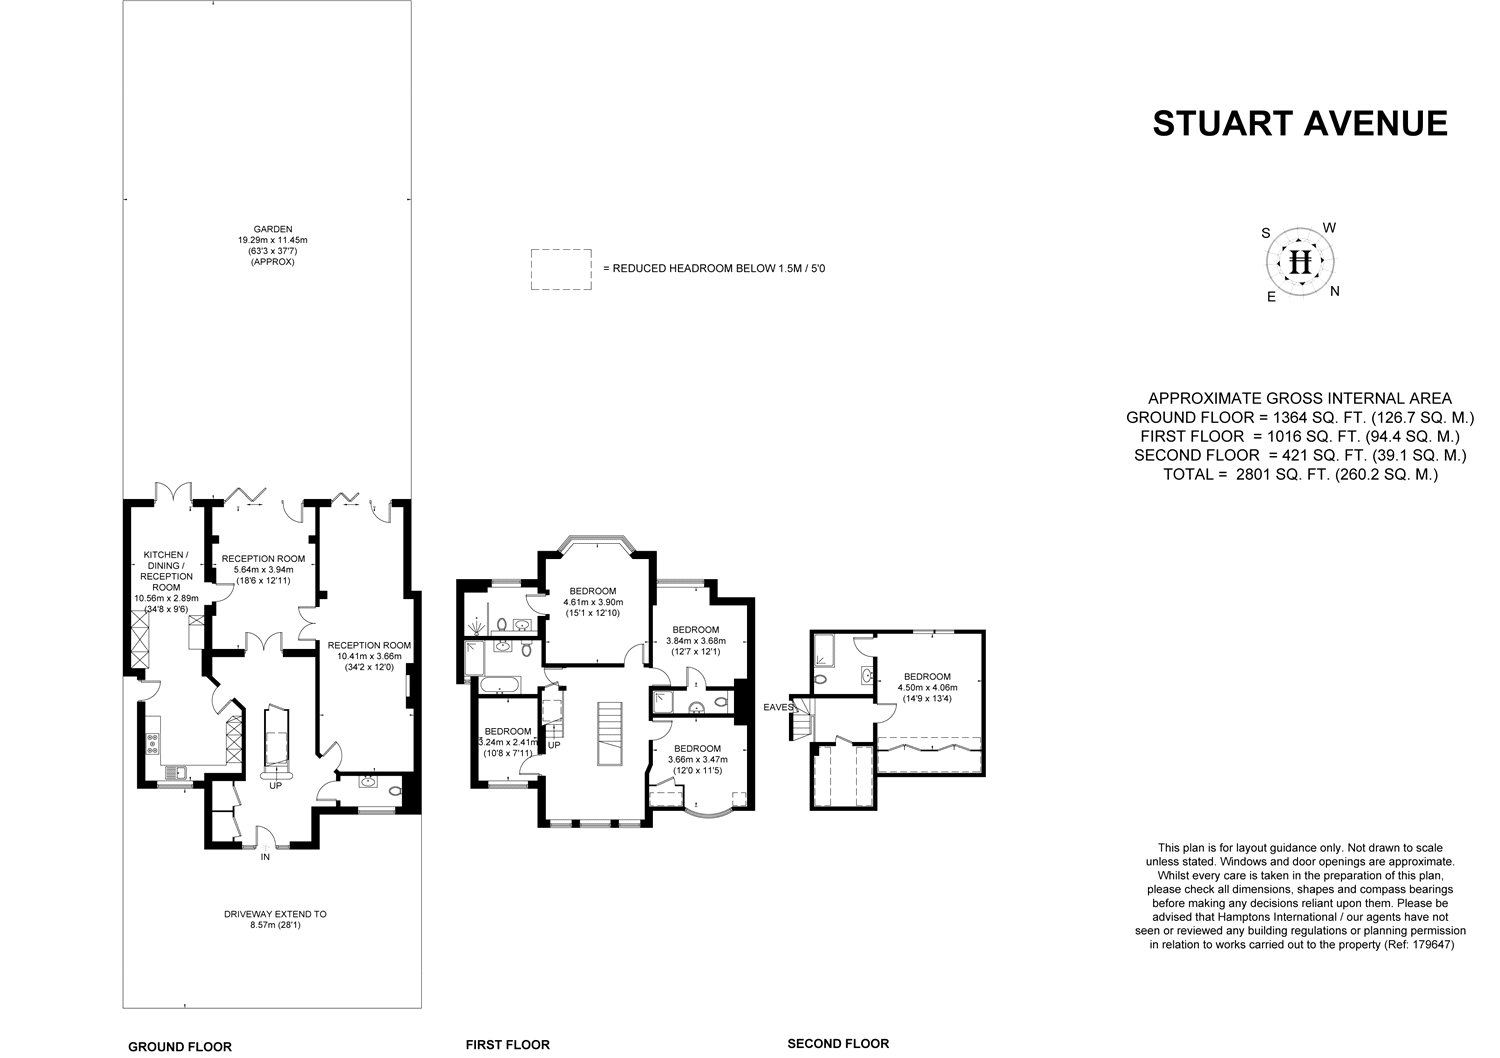 STUART AVENUE
S W
H
E N
GARDEN
19.29m x 11.45m
(63'3 x 37'7)
(APPROX)
= REDUCED HEADROOM BELOW 1.5M / 5'0
APPROXIMATE GROSS INTERNAL AREA
GROUND FLOOR = 1364 SQ. FT. (126.7 SQ. M.)
FIRST FLOOR = 1016 SQ. FT. (94.4 SQ. M.)
SECOND FLOOR = 421 SQ. FT. (39.1 SQ. M.)
TOTAL = 2801 SQ. FT. (260.2 SQ. M.)
KITCHEN /
DINING /
RECEPTION
ROOM
10.56m x 2.89m
(34'8 x 9'6)
RECEPTION ROOM
5.64m x 3.94m
(18'6 x 12'11)
RECEPTION ROOM
10.41m x 3.66m
(34'2 x 12'0)
UP
IN
DRIVEWAY EXTEND TO
8.57m (28'1)
GROUND FLOOR
BEDROOM
4.61m x 3.90m
(15'1 x 12'10)
BEDROOM
3.84m x 3.68m
(12'7 x 12'1)
BEDROOM
3.24m x 2.41m
(10'8 x 7'11)
UP
BEDROOM
3.66m x 3.47m
(12'0 x 11'5)
FIRST FLOOR
BEDROOM
4.50m x 4.06m
(14'9 x 13'4)
EAVES
SECOND FLOOR
This plan is for layout guidance only. Not drawn to scale
unless stated. Windows and door openings are approximate.
Whilst every care is taken in the preparation of this plan,
please check all dimensions, shapes and compass bearings
before making any decisions reliant upon them. Please be
advised that Hamptons International / our agents have not
seen or reviewed any building regulations or planning permission
in relation to works carried out to the property (Ref: 179647)